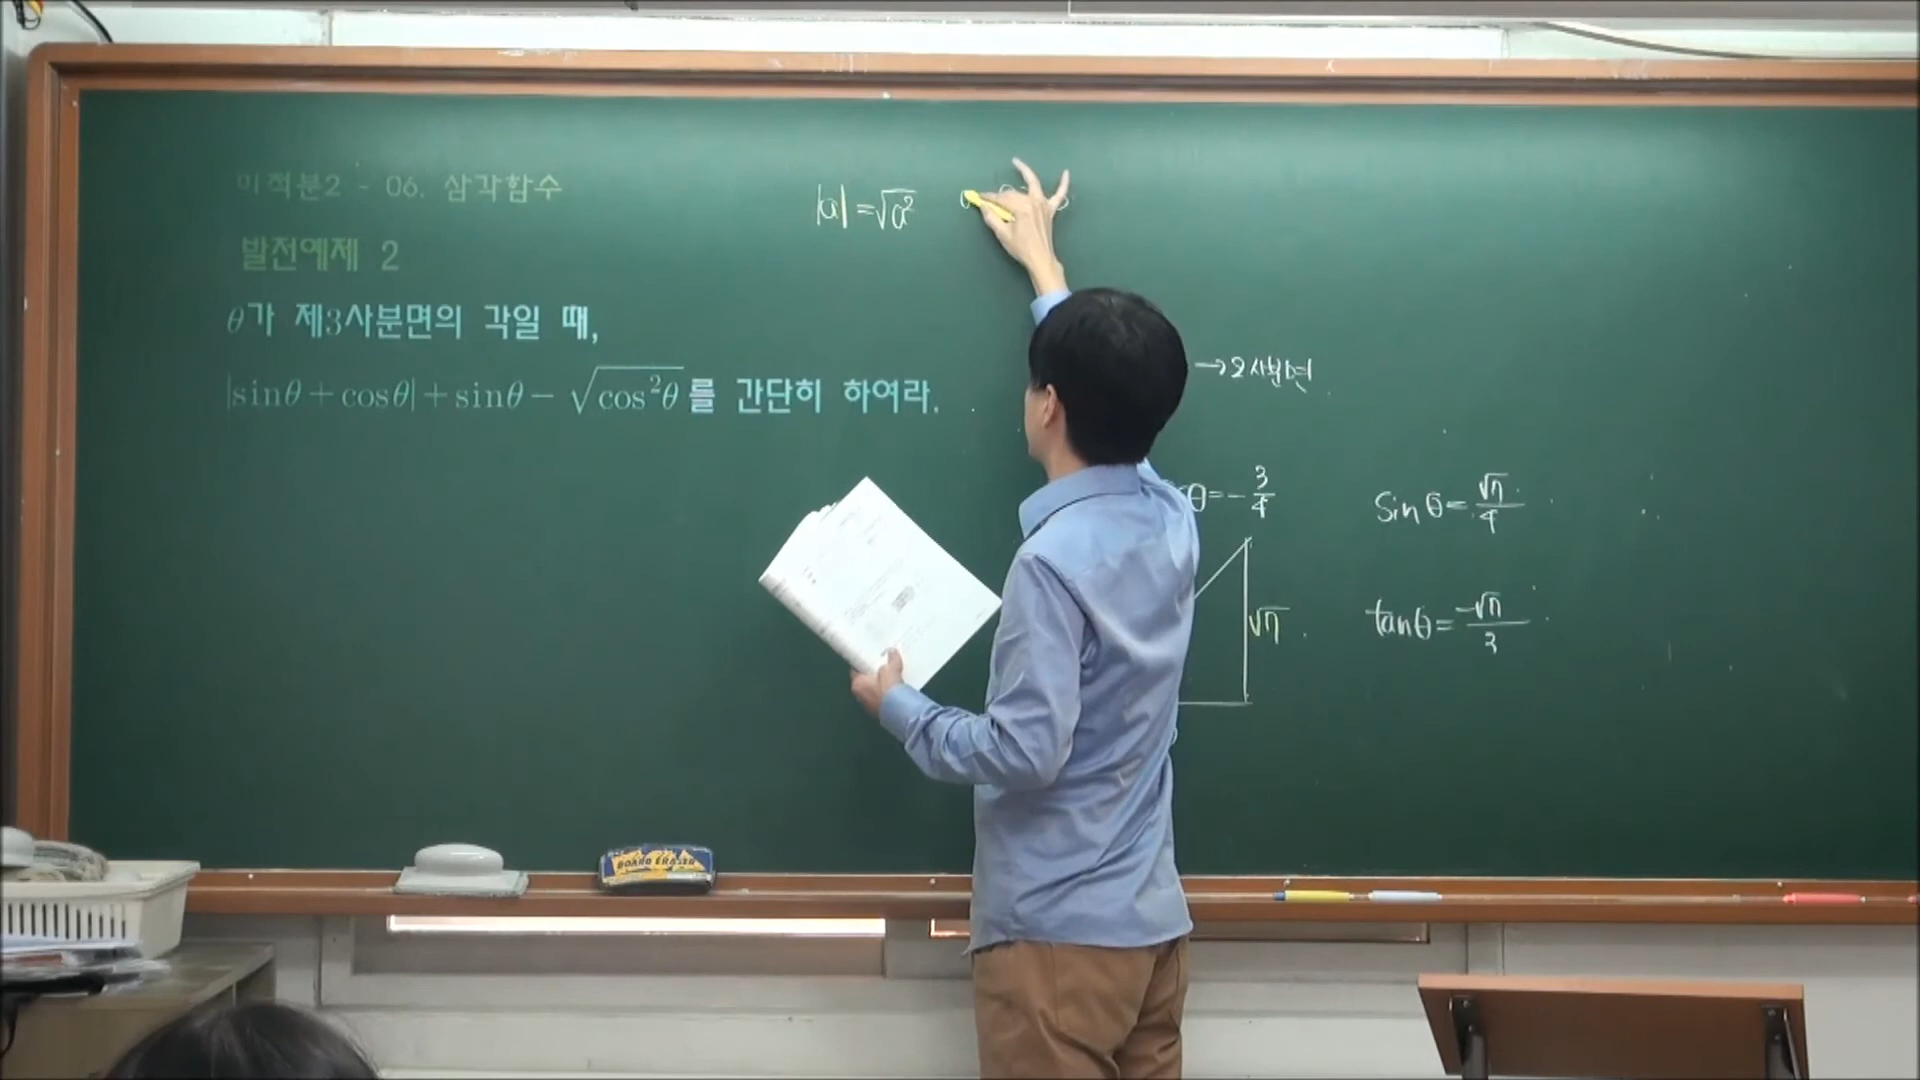 미적분2 - 06. 삼각함수
발전예제 2
θ가 제3사분면의 각일 때,
|sinθ + cosθ| + sinθ − √cos²θ 를 간단히 하여라.
|a| = √a²
→ 2사분면
θ = − 3/4
sin θ = √7/4
√7
tan θ = −√7/3
BOARD ERASER